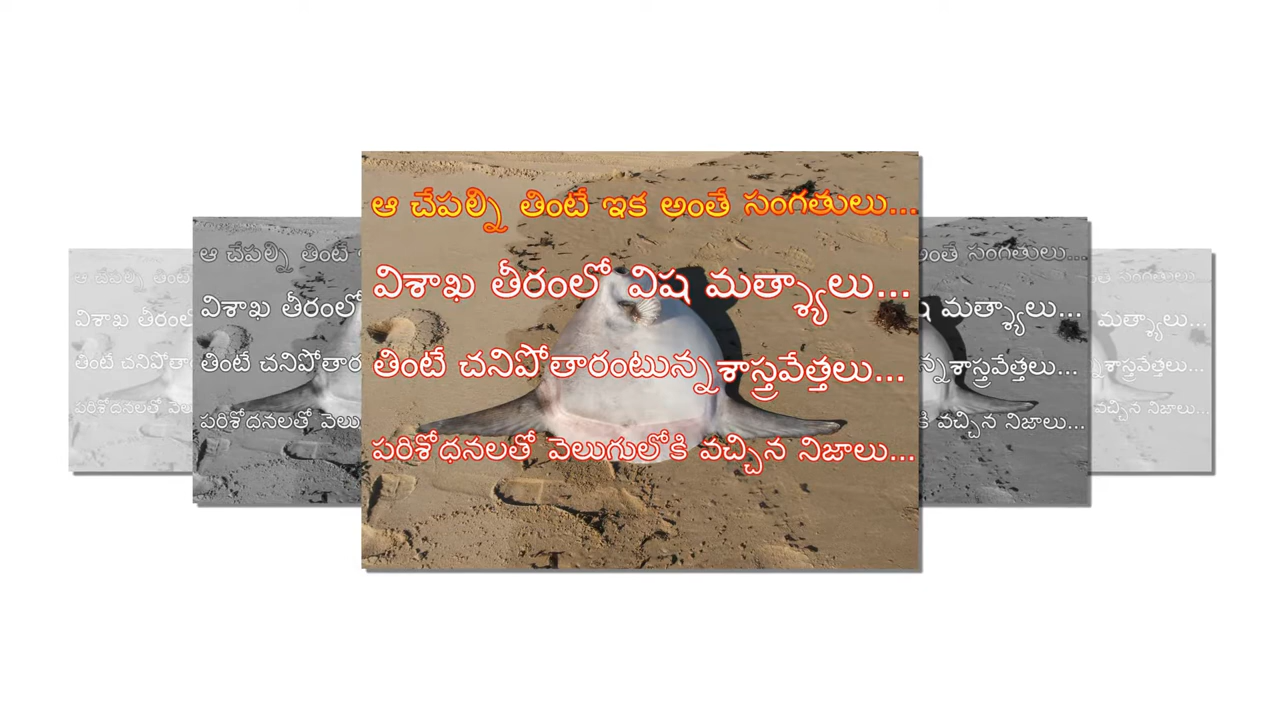 ఆ చేపల్ని తింటే ఇక అంతే సంగతులు...
విశాఖ తీరంలో విష మత్స్యాలు...
తింటే చనిపోతారంటున్న శాస్త్రవేత్తలు...
పరిశోధనలతో వెలుగులోకి వచ్చిన నిజాలు...